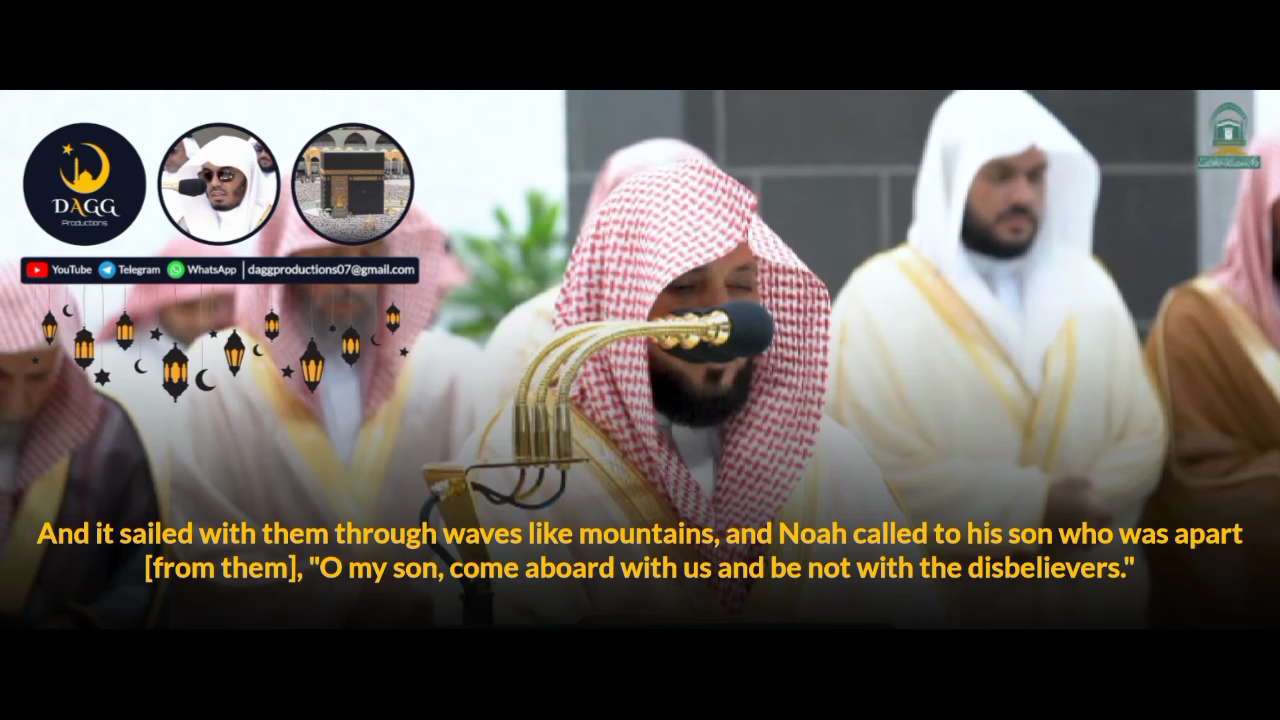 DAGG
Productions
YouTube Telegram WhatsApp daggproductions07@gmail.com
And it sailed with them through waves like mountains, and Noah called to his son who was apart
[from them], "O my son, come aboard with us and be not with the disbelievers."